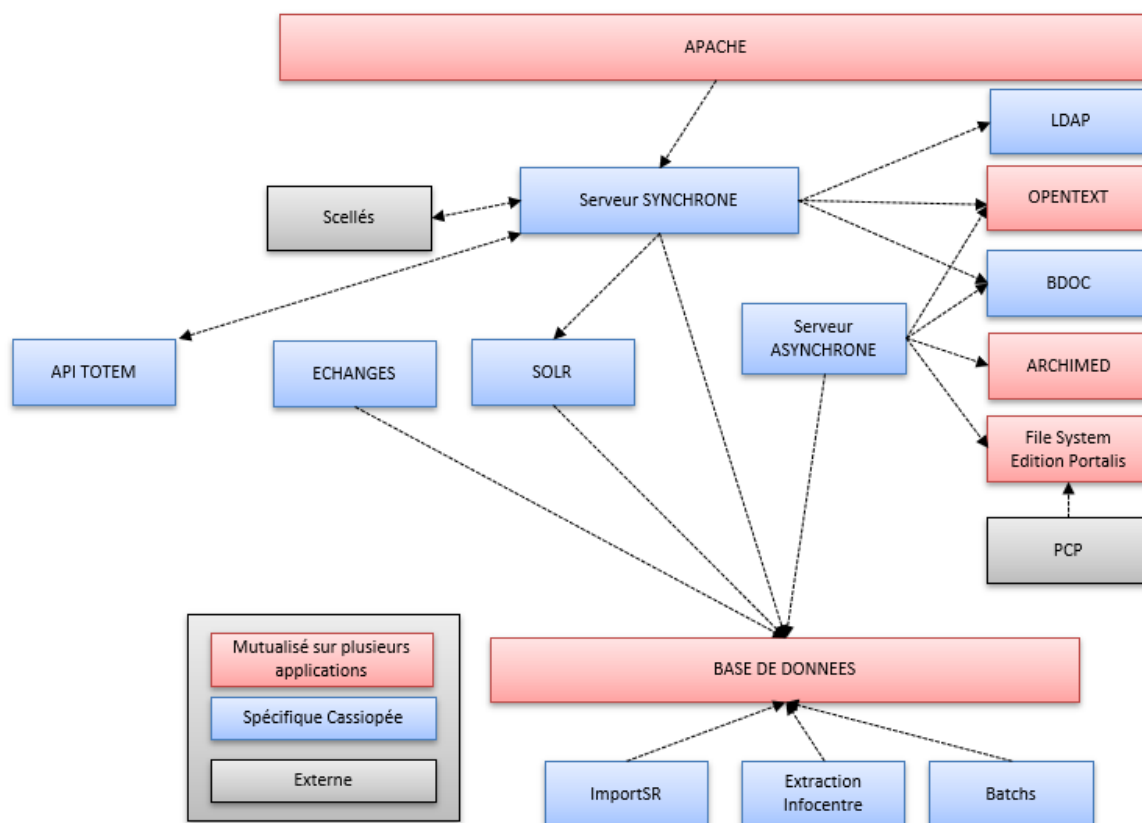 APACHE
LDAP
Serveur SYNCHRONE
Scellés
OPENTEXT
BDOC
Serveur
ASYNCHRONE
API TOTEM
ECHANGES
SOLR
ARCHIMED
File System
Edition Portalis
PCP
Mutualisé sur plusieurs
applications
Spécifique Cassiopée
Externe
BASE DE DONNEES
ImportSR
Extraction
Infocentre
Batchs